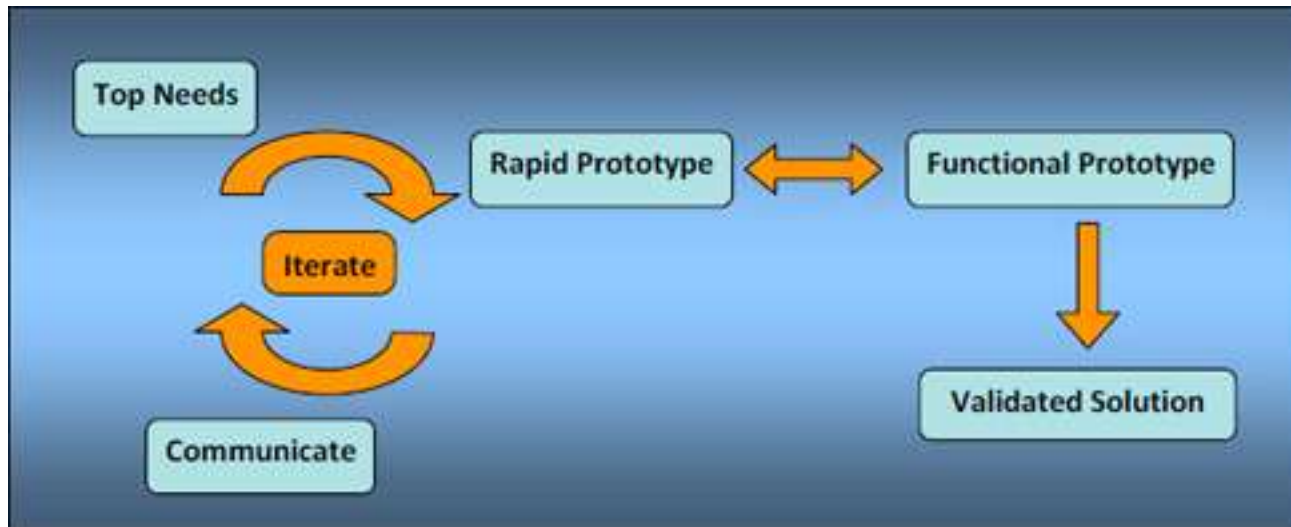 Top Needs
Rapid Prototype
Functional Prototype
Iterate
Validated Solution
Communicate